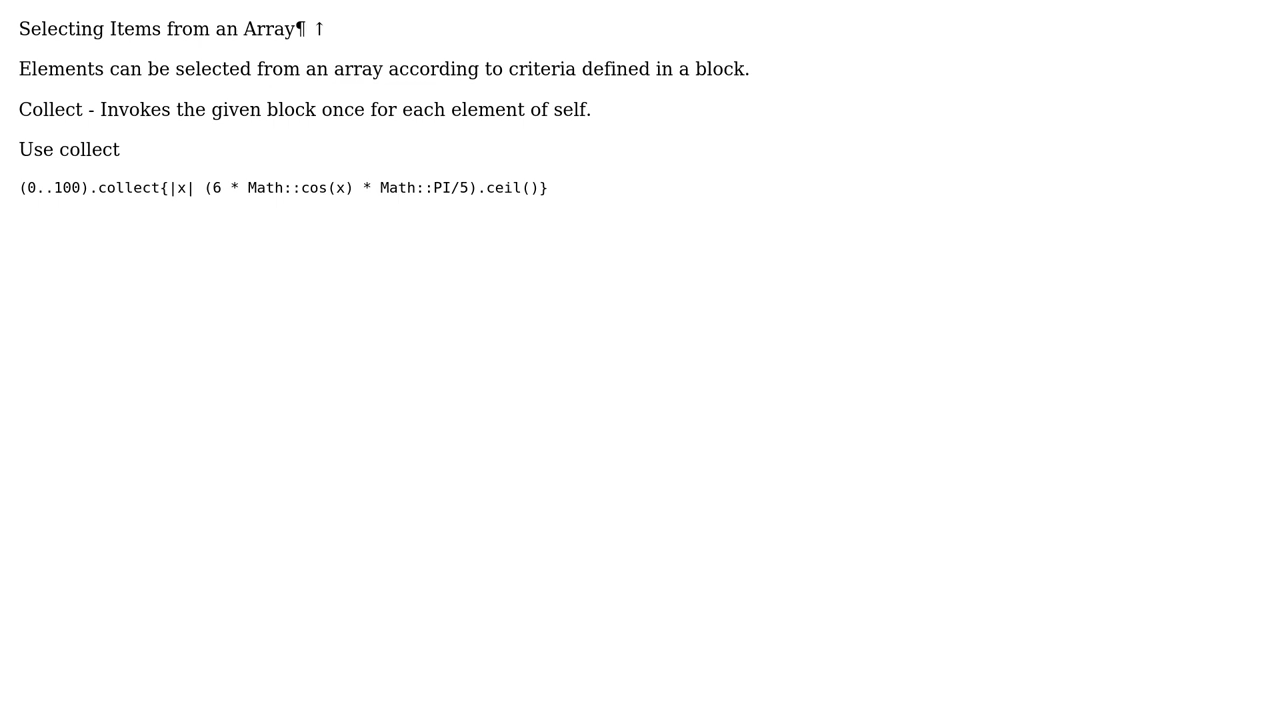 Selecting Items from an Array¶ ↑
Elements can be selected from an array according to criteria defined in a block.
Collect - Invokes the given block once for each element of self.
Use collect
(0..100).collect{|x| (6 * Math::cos(x) * Math::PI/5).ceil()}